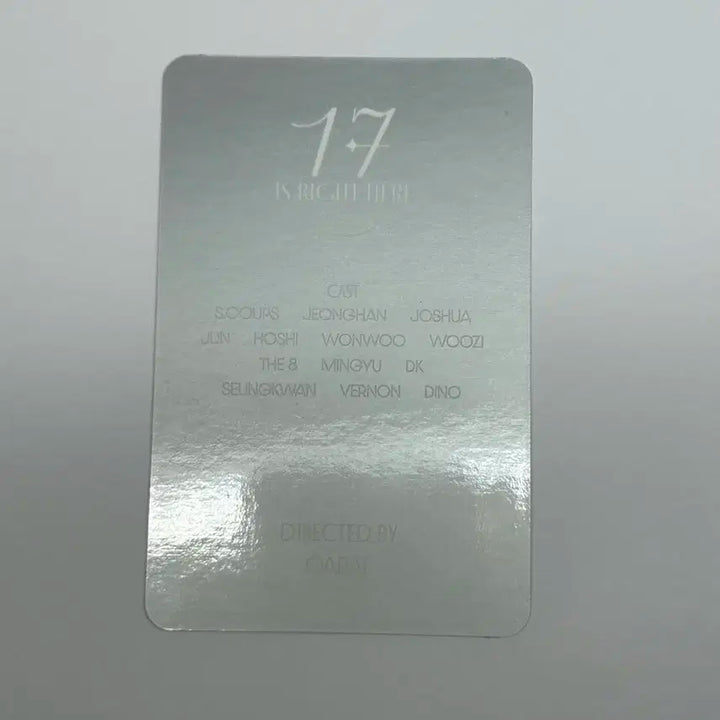 17
IS RIGHT HERE
CAST
S.COUPS JEONGHAN JOSHUA
JUN HOSHI WONWOO WOOZI
THE 8 MINGYU DK
SEUNGKWAN VERNON DINO
DIRECTED BY
CARAT